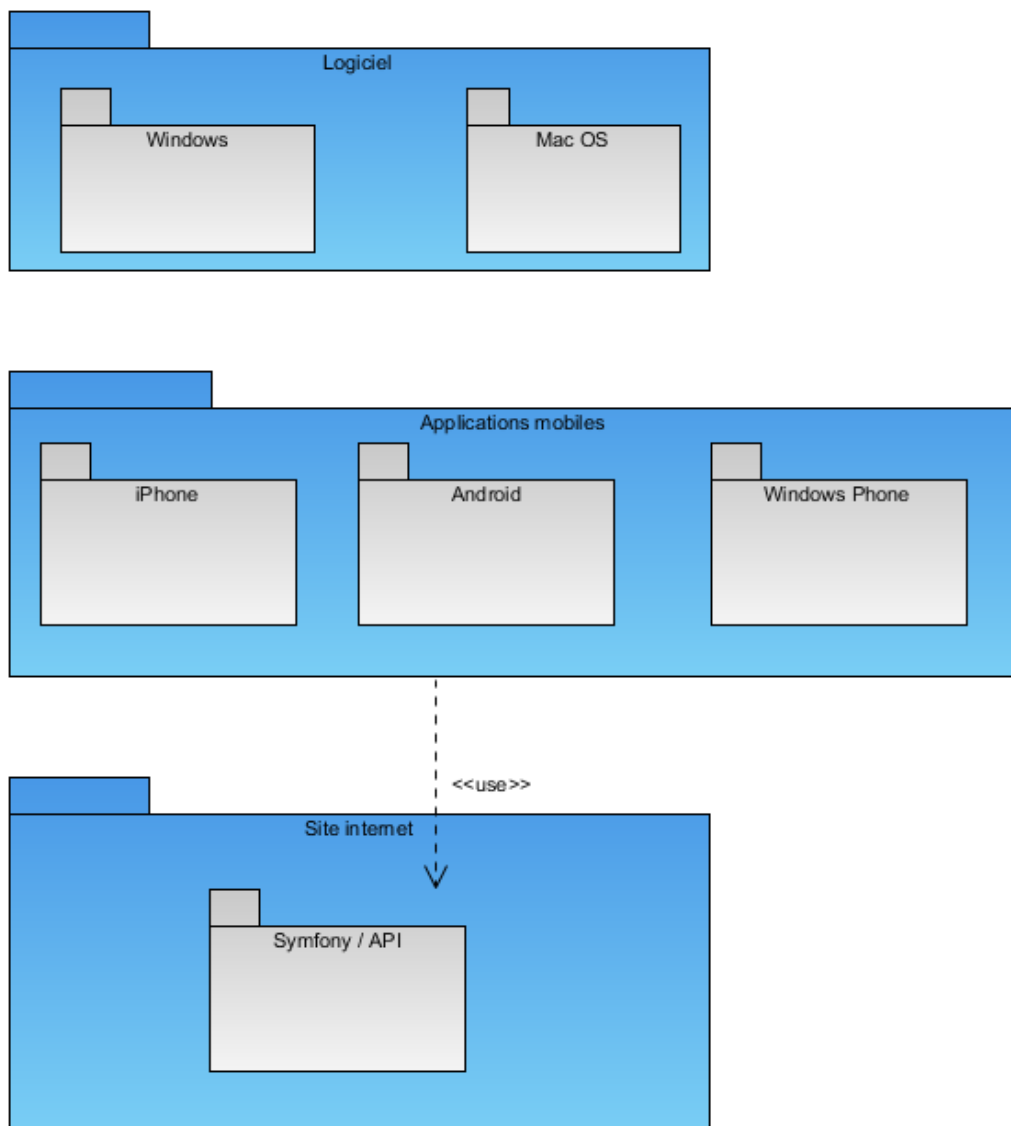 Logiciel
Windows
Mac OS
Applications mobiles
iPhone
Android
Windows Phone
<<use>>
Site internet
Symfony / API